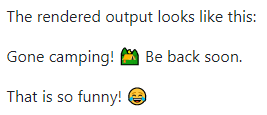 The rendered output looks like this:
Gone camping! 🏕 Be back soon.
That is so funny! 😂